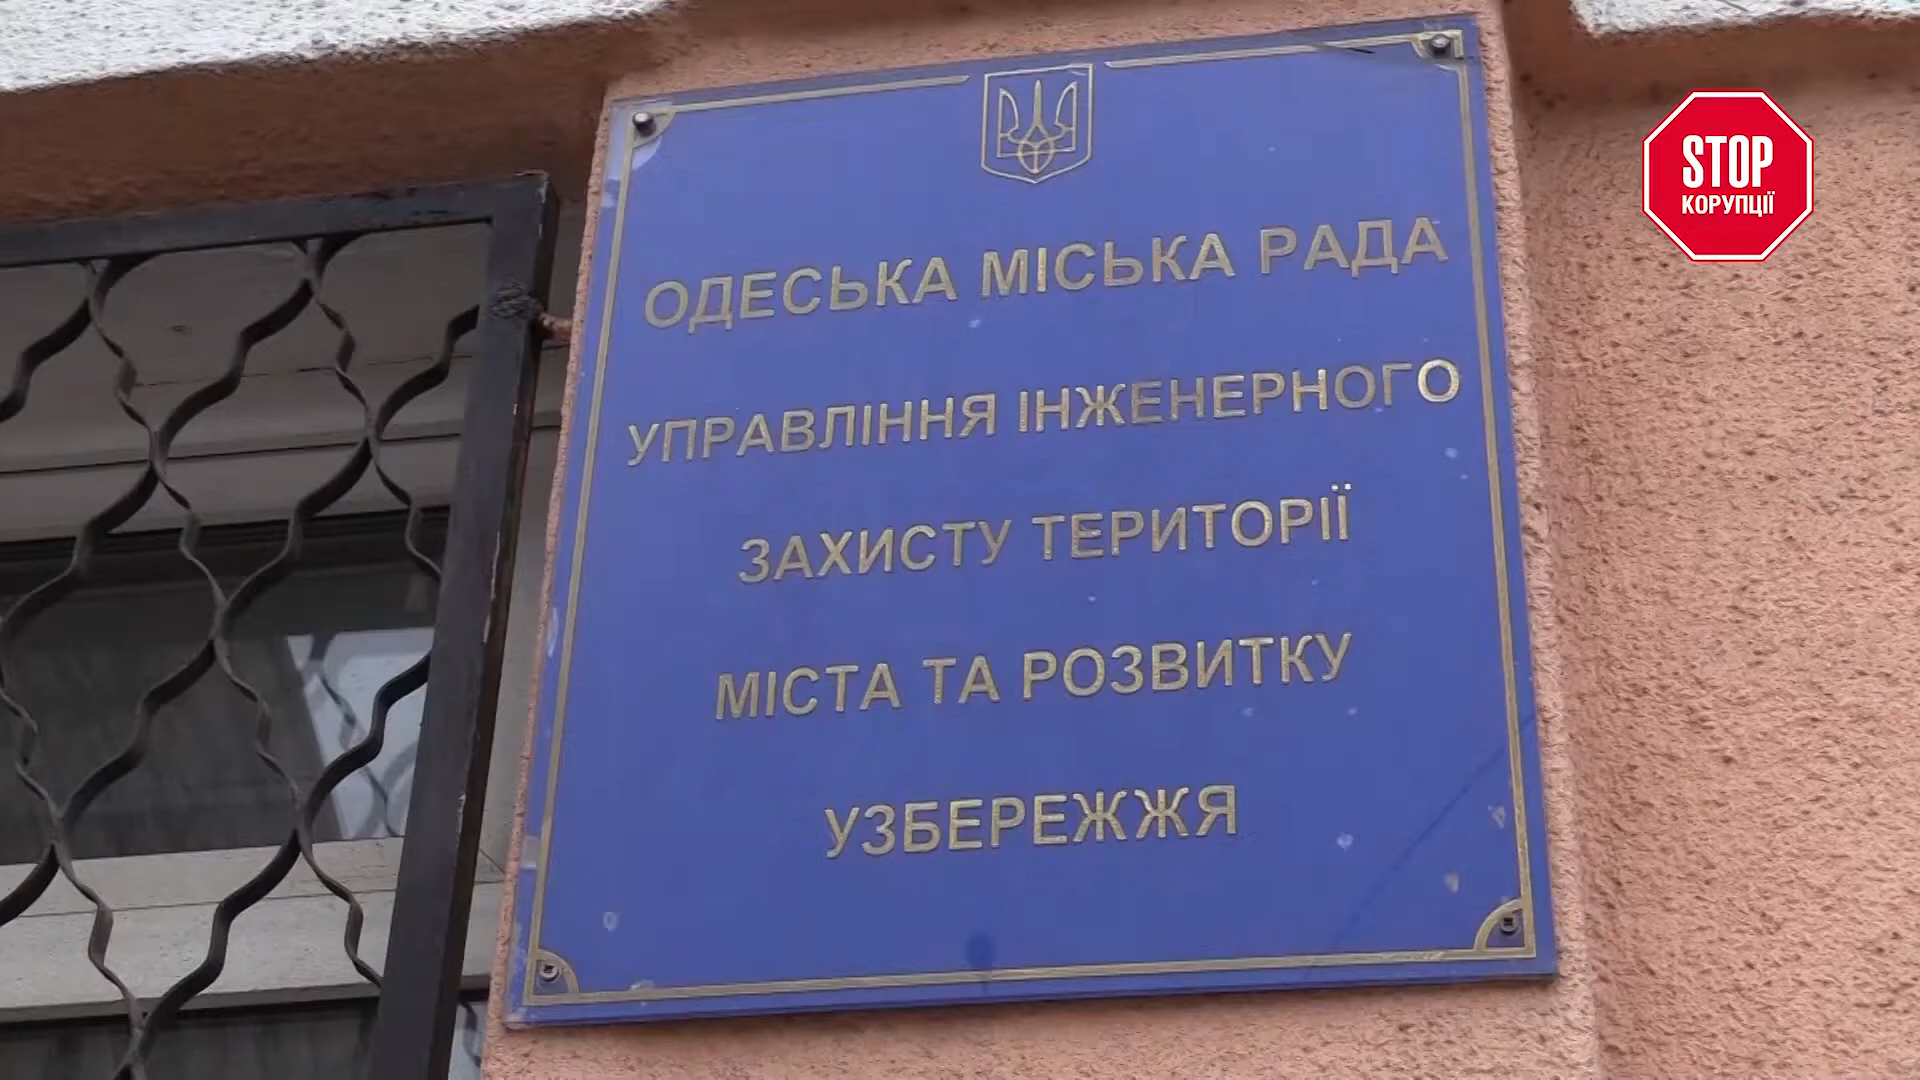 ОДЕСЬКА МІСЬКА РАДА
УПРАВЛІННЯ ІНЖЕНЕРНОГО
ЗАХИСТУ ТЕРИТОРІЇ
МІСТА ТА РОЗВИТКУ
УЗБЕРЕЖЖЯ
STOP
КОРУПЦІЇ